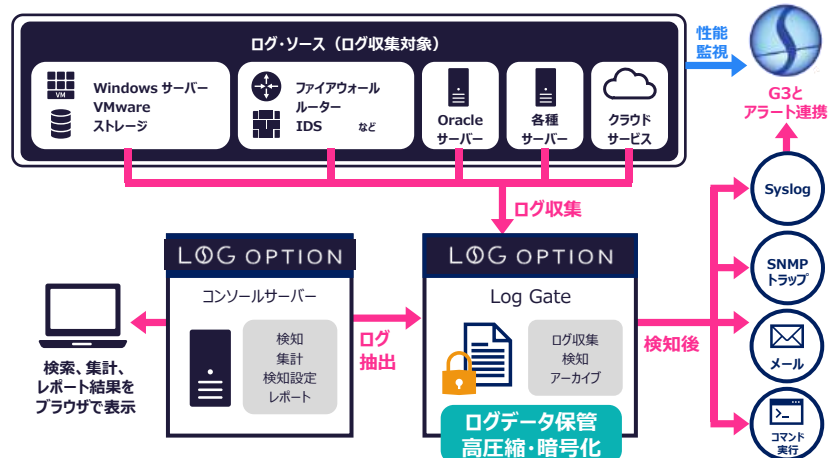 ログ・ソース（ログ収集対象）
Windows サーバー
VMware
ストレージ
VM
ファイアウォール
ルーター
IDS など
Oracle
サーバー
各種
サーバー
クラウド
サービス
性能
監視
G3と
アラート連携
ログ収集
Syslog
SNMP
トラップ
メール
コマンド
実行
LOG OPTION
コンソールサーバー
検知
集計
検知設定
レポート
ログ
抽出
LOG OPTION
Log Gate
ログ収集
検知
アーカイブ
ログデータ保管
高圧縮・暗号化
検知後
検索、集計、
レポート結果を
ブラウザで表示